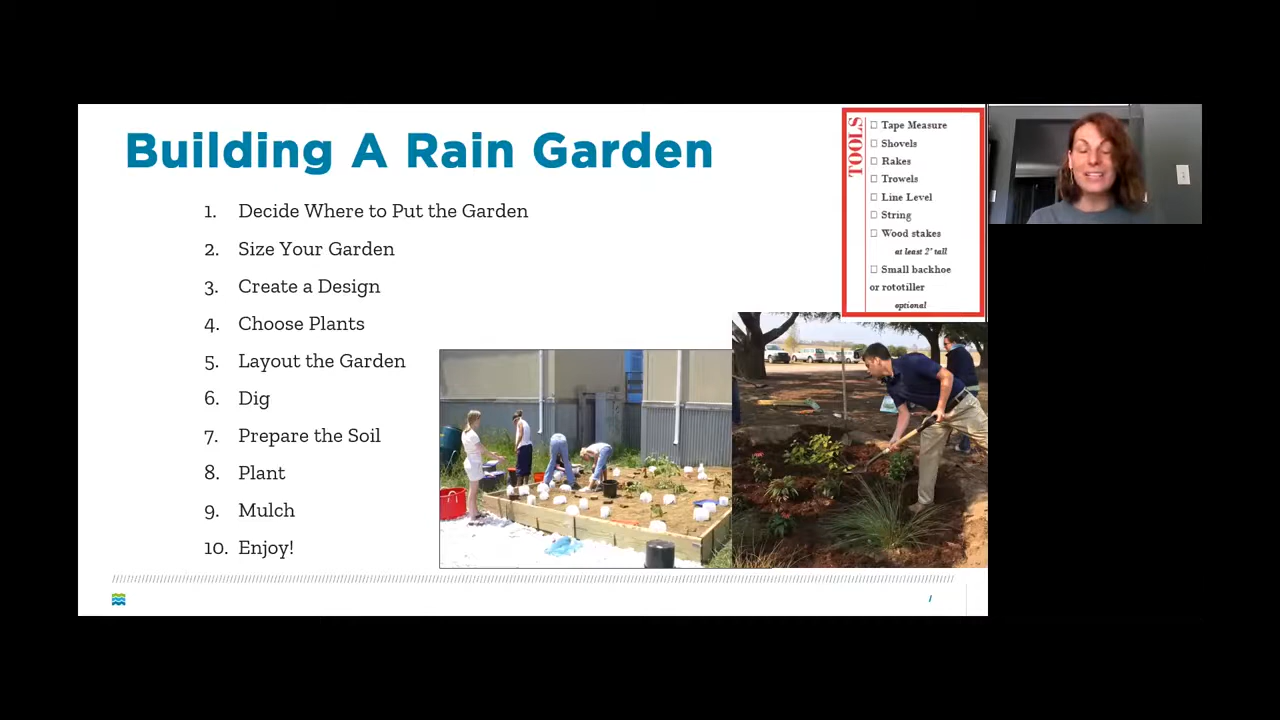 Building A Rain Garden
1. Decide Where to Put the Garden
2. Size Your Garden
3. Create a Design
4. Choose Plants
5. Layout the Garden
6. Dig
7. Prepare the Soil
8. Plant
9. Mulch
10. Enjoy!
TOOLS
☐ Tape Measure
☐ Shovels
☐ Rakes
☐ Trowels
☐ Line Level
☐ String
☐ Wood stakes
at least 2' tall
☐ Small backhoe
or rototiller
optional